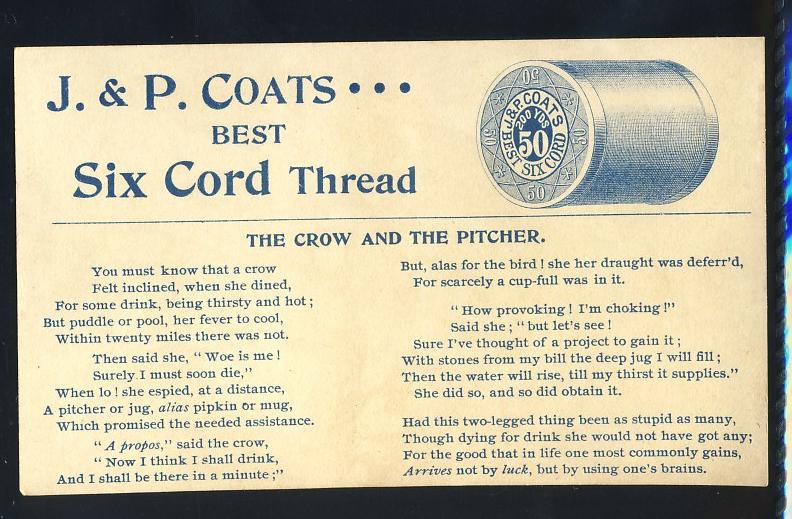 J. & P. COATS •••
BEST
Six Cord Thread
50
J. & P. COATS
200 YDS
50
BEST SIX CORD
50
50
50
THE CROW AND THE PITCHER.
You must know that a crow
Felt inclined, when she dined,
For some drink, being thirsty and hot;
But puddle or pool, her fever to cool,
Within twenty miles there was not.
Then said she, "Woe is me!
Surely I must soon die,"
When lo! she espied, at a distance,
A pitcher or jug, alias pipkin or mug,
Which promised the needed assistance.
"A propos," said the crow,
"Now I think I shall drink,
And I shall be there in a minute;"
But, alas for the bird! she her draught was deferr'd,
For scarcely a cup-full was in it.
"How provoking! I'm choking!"
Said she; "but let's see!
Sure I've thought of a project to gain it;
With stones from my bill the deep jug I will fill;
Then the water will rise, till my thirst it supplies."
She did so, and so did obtain it.
Had this two-legged thing been as stupid as many,
Though dying for drink she would not have got any;
For the good that in life one most commonly gains,
Arrives not by luck, but by using one's brains.